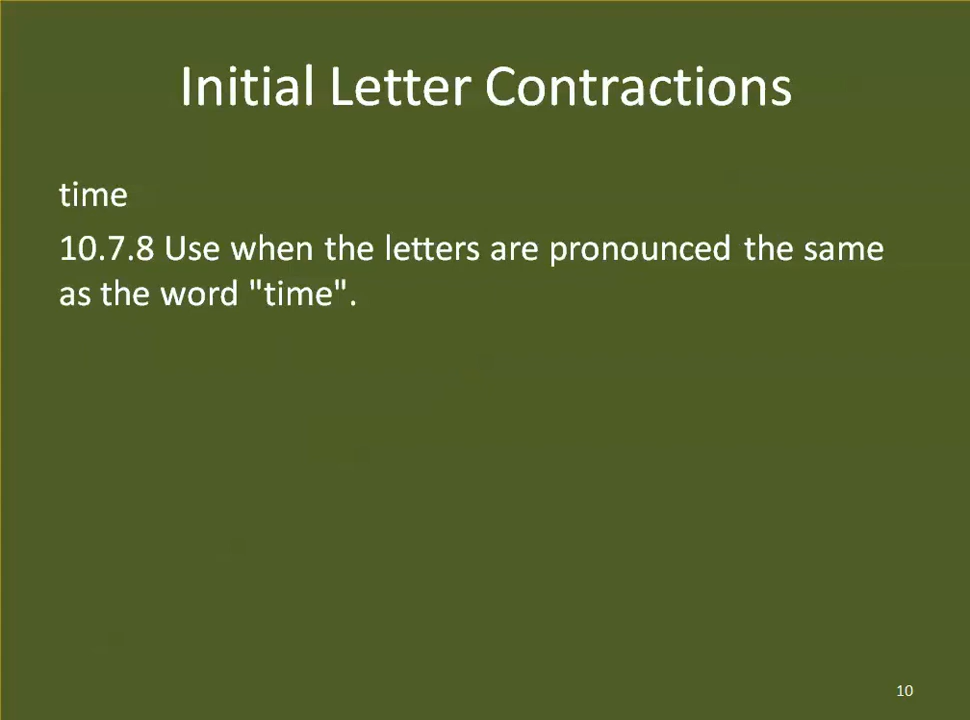 Initial Letter Contractions
time
10.7.8 Use when the letters are pronounced the same
as the word "time".
10